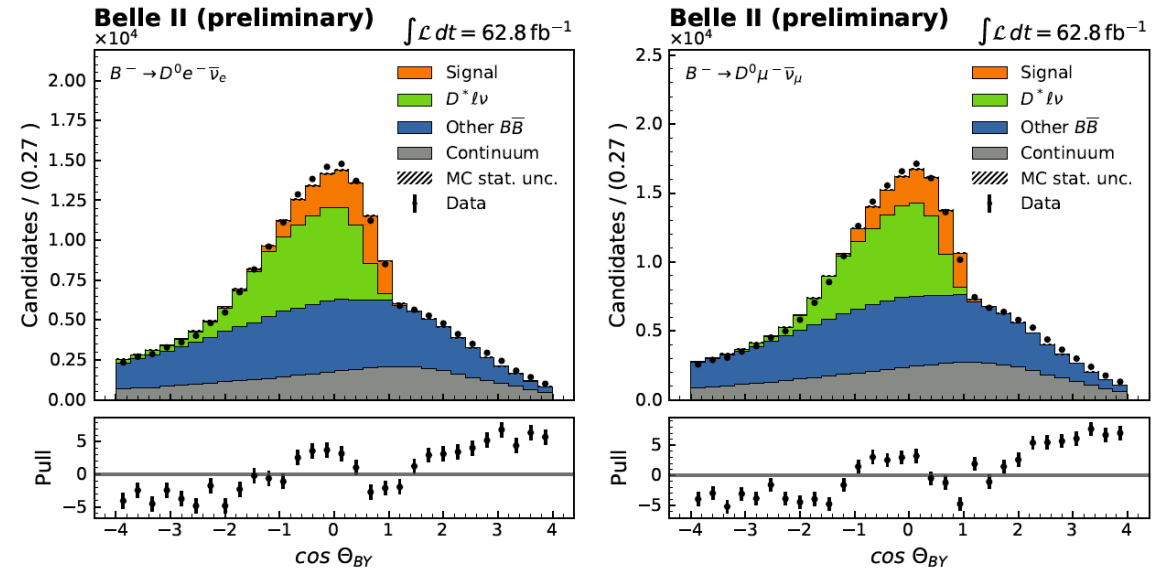 Belle II (preliminary)
×10⁴
∫ℒ dt = 62.8 fb⁻¹
B⁻ → D⁰e⁻ν̅ₑ
Signal
D*ℓν
Other BB̅
Continuum
MC stat. unc.
Data
Candidates / (0.27 )
2.00
1.75
1.50
1.25
1.00
0.75
0.50
0.25
0.00
Pull
5
0
−5
−4 −3 −2 −1 0 1 2 3 4
cos Θ_BY
Belle II (preliminary)
×10⁴
∫ℒ dt = 62.8 fb⁻¹
B⁻ → D⁰μ⁻ν̅_μ
Signal
D*ℓν
Other BB̅
Continuum
MC stat. unc.
Data
Candidates / (0.27 )
2.5
2.0
1.5
1.0
0.5
0.0
Pull
5
0
−5
−4 −3 −2 −1 0 1 2 3 4
cos Θ_BY